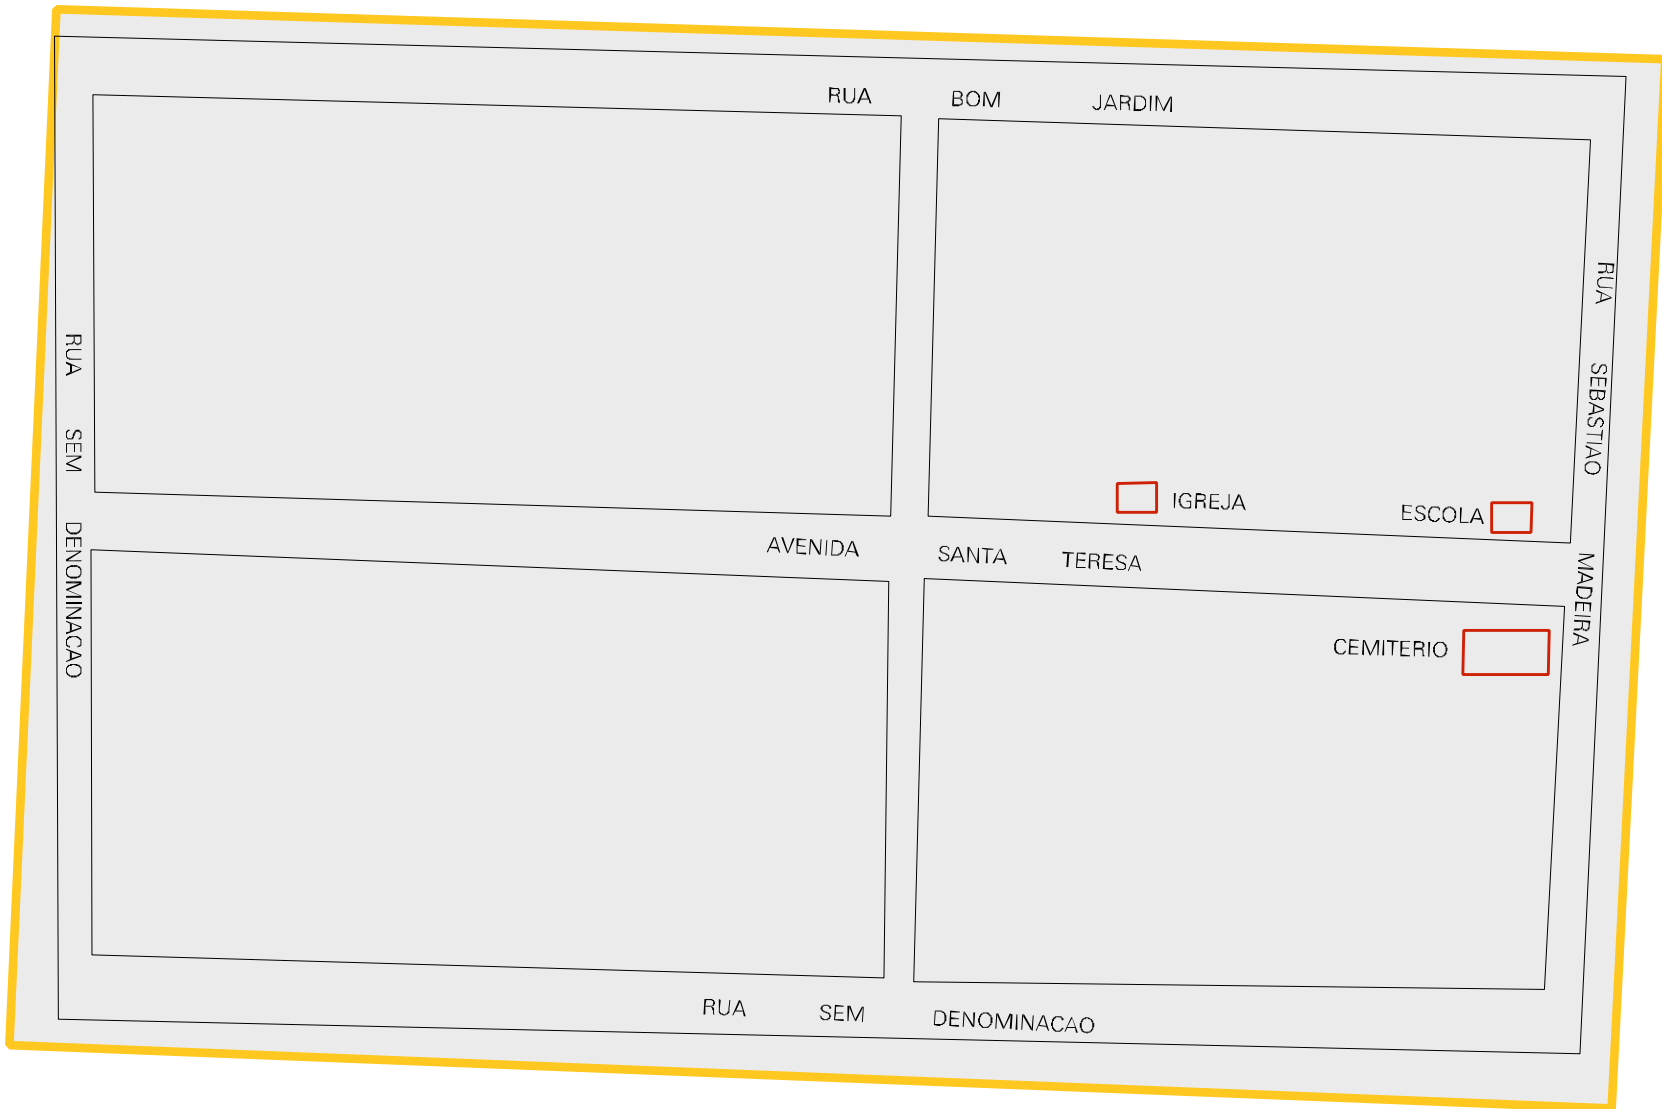 RUA BOM JARDIM
RUA SEBASTIAO MADEIRA
RUA SEM DENOMINACAO
IGREJA
ESCOLA
AVENIDA SANTA TERESA
CEMITERIO
RUA SEM DENOMINACAO